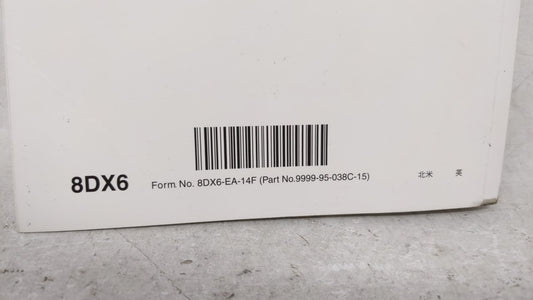 8DX6 Form. No. 8DX6-EA-14F (Part No.9999-95-038C-15) 北米 英